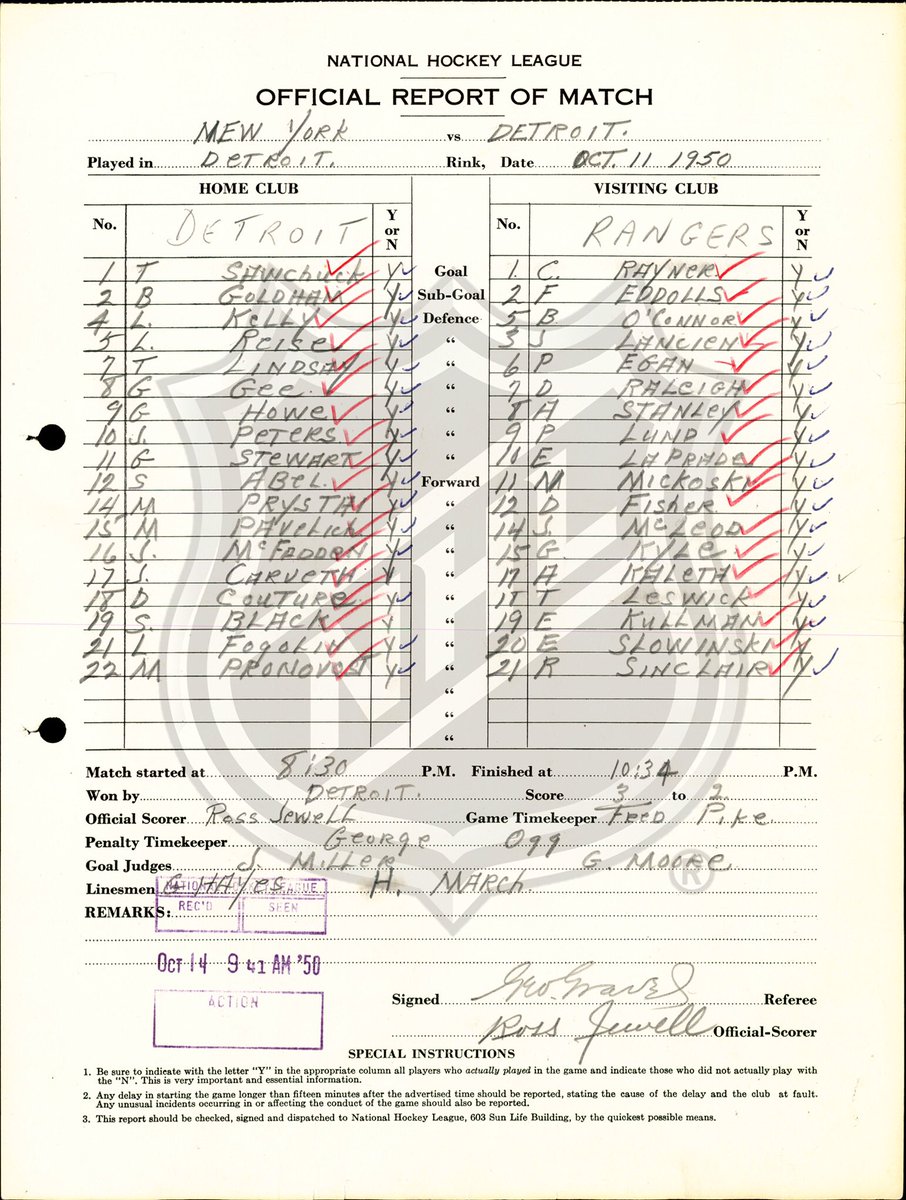 NATIONAL HOCKEY LEAGUE
OFFICIAL REPORT OF MATCH
NEW YORK vs DETROIT.
Played in DETROIT. Rink, Date OCT. 11 1950
HOME CLUB VISITING CLUB
No. DETROIT Y or N No. RANGERS Y or N
1 T SAWCHUCK Y Goal 1 C. RAYNER Y
2 B GOLDHAM Y Sub-Goal 2 F EDDOLLS Y
4 L. KELLY Y Defence 5 B O'CONNOR Y
5 L. REISE Y “ 3 J LANCIEN Y
7 T LINDSAY Y “ 6 P EGAN Y
8 G GEE Y “ 7 D RALEIGH Y
9 G HOWE Y “ 8 A STANLEY Y
10 J. PETERS Y “ 9 P LUND Y
11 G STEWART Y “ 10 E LAPRADE Y
12 S ABEL. Y Forward 11 M MICKOSKI Y
14 M PRYSTAI Y “ 12 D FISHER Y
15 M PAVELICH Y “ 14 J McLEOD Y
16 J. McFADDEN Y “ 15 G. KYLE Y
17 J. CARVETH Y “ 17 A KALETA Y
18 D COUTURE Y “ 18 T LESWICK Y
19 S. BLACK Y “ 19 E KULLMAN Y
21 L FOGOLIN Y “ 20 E SLOWINSKI Y
22 M PRONOVOST Y “ 21 R SINCLAIR Y
“
“
“
Match started at 8:30 P.M. Finished at 10:34 P.M.
Won by DETROIT. Score 3 to 2
Official Scorer ROSS JEWELL Game Timekeeper FRED PIKE
Penalty Timekeeper GEORGE OGG
Goal Judges J. MILLER G. MOORE
Linesmen G HAYES H. MARCH
NATIONAL HOCKEY LEAGUE
REMARKS: REC'D SEEN
OCT 14 9 41 AM '50
ACTION
Signed Geo. Gravel Referee
Ross Jewell Official-Scorer
SPECIAL INSTRUCTIONS
1. Be sure to indicate with the letter “Y” in the appropriate column all players who actually played in the game and indicate those who did not actually play with
the “N”. This is very important and essential information.
2. Any delay in starting the game longer than fifteen minutes after the advertised time should be reported, stating the cause of the delay and the club at fault.
Any unusual incidents occurring in or affecting the conduct of the game should also be reported.
3. This report should be checked, signed and dispatched to National Hockey League, 603 Sun Life Building, by the quickest possible means.
NHL
®